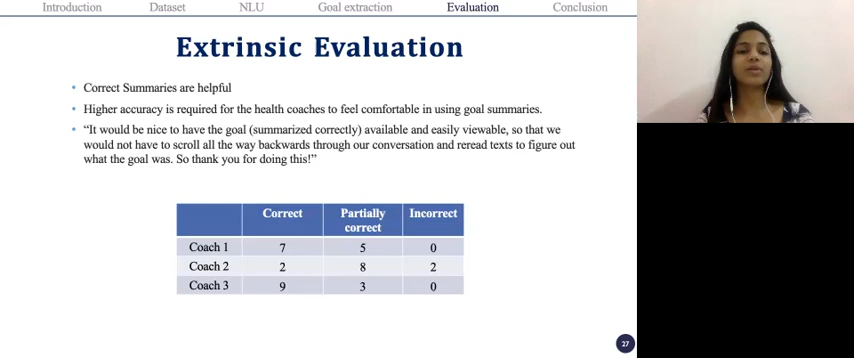 Introduction Dataset NLU Goal extraction Evaluation Conclusion
Extrinsic Evaluation
• Correct Summaries are helpful
• Higher accuracy is required for the health coaches to feel comfortable in using goal summaries.
• “It would be nice to have the goal (summarized correctly) available and easily viewable, so that we
would not have to scroll all the way backwards through our conversation and reread texts to figure out
what the goal was. So thank you for doing this!”
Correct Partially correct Incorrect
Coach 1 7 5 0
Coach 2 2 8 2
Coach 3 9 3 0
27